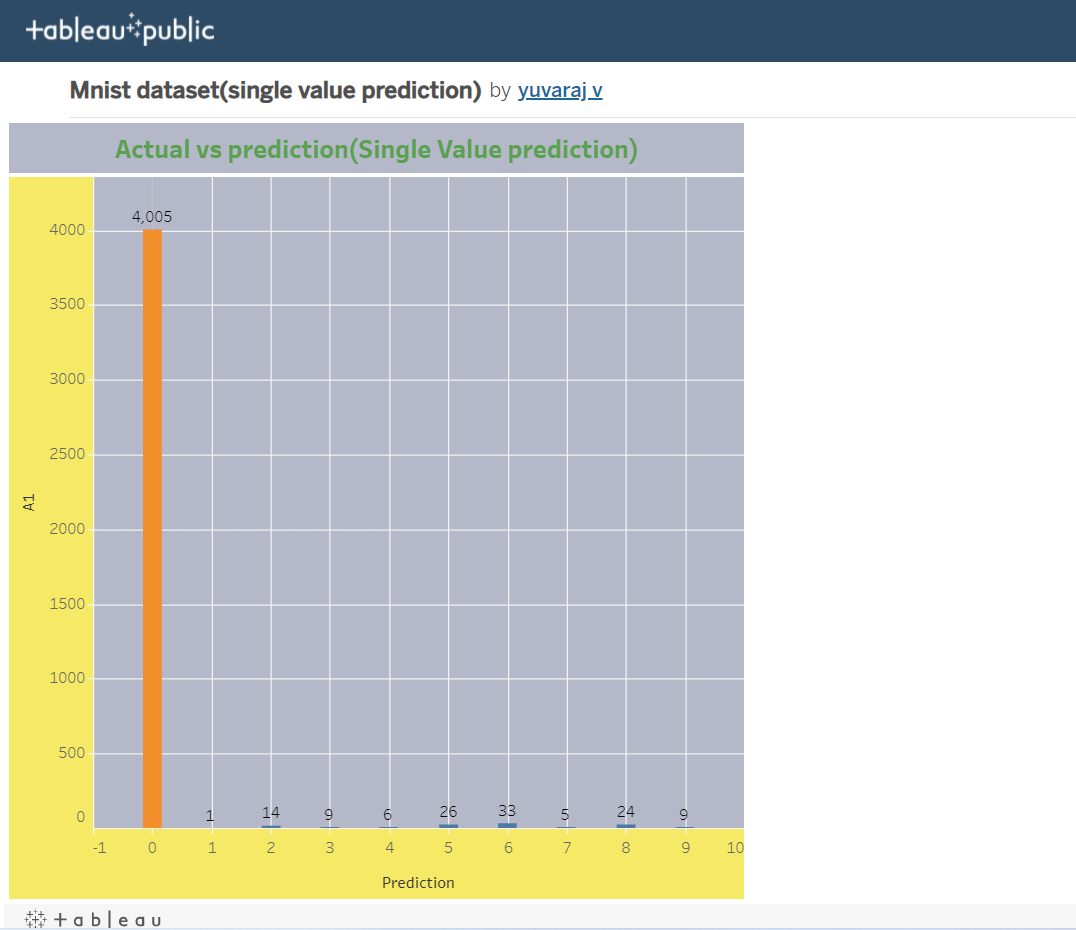 tableau public
Mnist dataset(single value prediction) by yuvaraj v
Actual vs prediction(Single Value prediction)
4,005
4000
3500
3000
2500
A1
2000
1500
1000
500
0
1 14 9 6 26 33 5 24 9
-1 0 1 2 3 4 5 6 7 8 9 10
Prediction
tableau